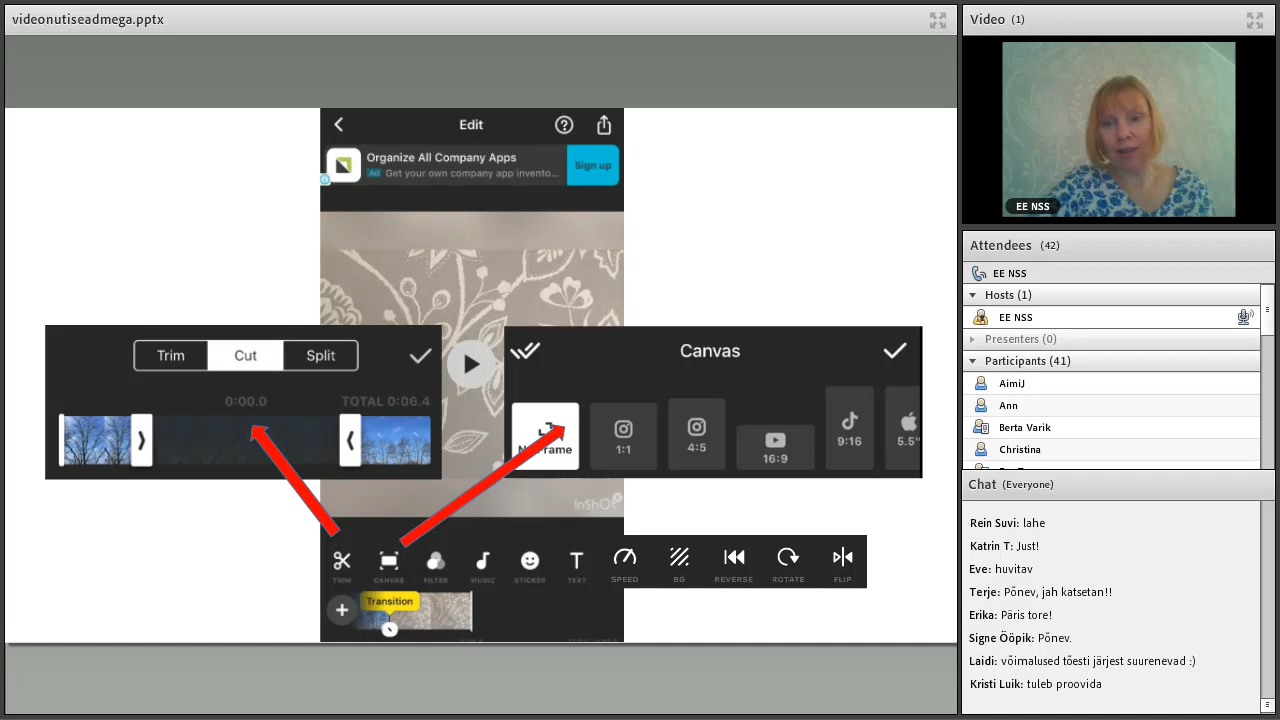 videonutiseadmega.pptx
Edit
Organize All Company Apps
Ad Get your own company app invento...
Sign up
Trim Cut Split
0:00.0 TOTAL 0:06.4
Canvas
No Frame
1:1
4:5
16:9
9:16
5.5"
InShOt
TRIM CANVAS FILTER MUSIC STICKER TEXT SPEED BG REVERSE ROTATE FLIP
Transition
Video (1)
EE NSS
Attendees (42)
EE NSS
Hosts (1)
EE NSS
Presenters (0)
Participants (41)
AimiJ
Ann
Berta Varik
Christina
Chat (Everyone)
Rein Suvi: lahe
Katrin T: Just!
Eve: huvitav
Terje: Põnev, jah katsetan!!
Erika: Päris tore!
Signe Ööpik: Põnev.
Laidi: võimalused tõesti järjest suurenevad :)
Kristi Luik: tuleb proovida